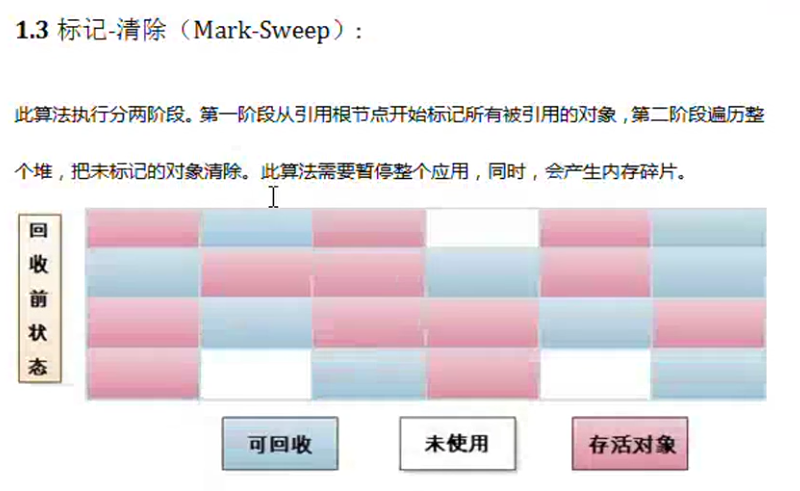 1.3 标记-清除（Mark-Sweep）:
此算法执行分两阶段。第一阶段从引用根节点开始标记所有被引用的对象，第二阶段遍历整
个堆，把未标记的对象清除。此算法需要暂停整个应用，同时，会产生内存碎片。
回
收
前
状
态
可回收
未使用
存活对象